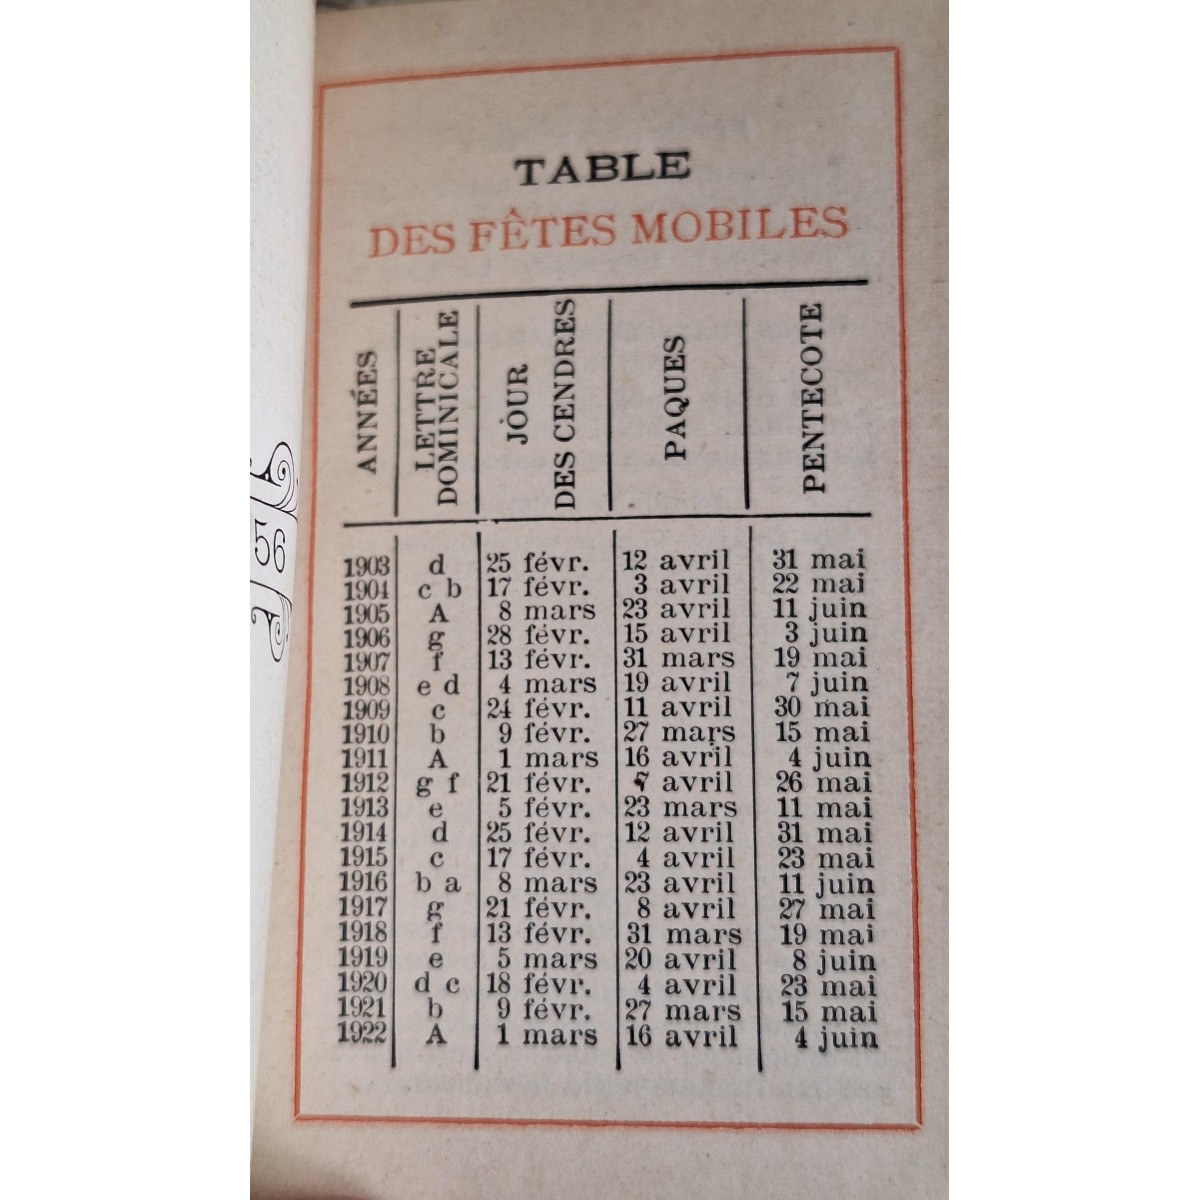 56
TABLE
DES FÊTES MOBILES
ANNÉES LETTRE DOMINICALE JOUR DES CENDRES PAQUES PENTECOTE
1903 d 25 févr. 12 avril 31 mai
1904 c b 17 févr. 3 avril 22 mai
1905 A 8 mars 23 avril 11 juin
1906 g 28 févr. 15 avril 3 juin
1907 f 13 févr. 31 mars 19 mai
1908 e d 4 mars 19 avril 7 juin
1909 c 24 févr. 11 avril 30 mai
1910 b 9 févr. 27 mars 15 mai
1911 A 1 mars 16 avril 4 juin
1912 g f 21 févr. 7 avril 26 mai
1913 e 5 févr. 23 mars 11 mai
1914 d 25 févr. 12 avril 31 mai
1915 c 17 févr. 4 avril 23 mai
1916 b a 8 mars 23 avril 11 juin
1917 g 21 févr. 8 avril 27 mai
1918 f 13 févr. 31 mars 19 mai
1919 e 5 mars 20 avril 8 juin
1920 d c 18 févr. 4 avril 23 mai
1921 b 9 févr. 27 mars 15 mai
1922 A 1 mars 16 avril 4 juin